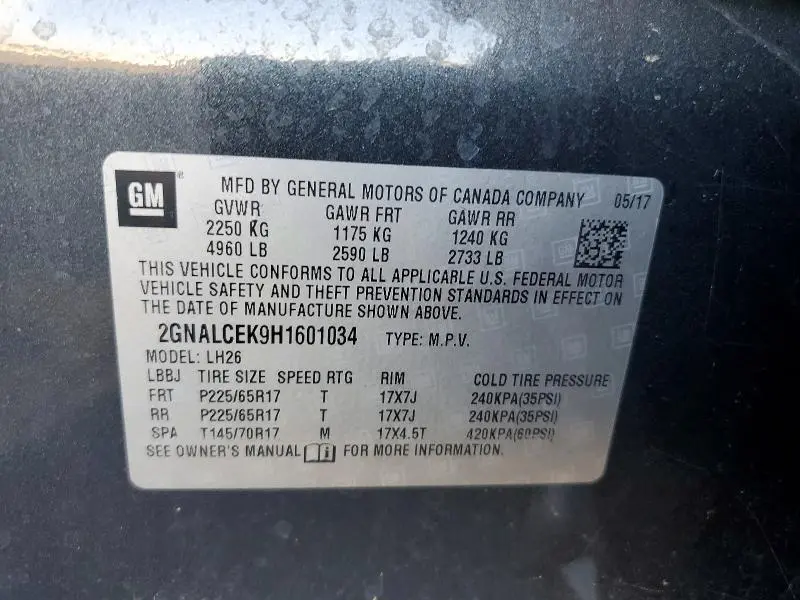 GM
MFD BY GENERAL MOTORS OF CANADA COMPANY 05/17
GVWR GAWR FRT GAWR RR
2250 KG 1175 KG 1240 KG
4960 LB 2590 LB 2733 LB
THIS VEHICLE CONFORMS TO ALL APPLICABLE U.S. FEDERAL MOTOR
VEHICLE SAFETY AND THEFT PREVENTION STANDARDS IN EFFECT ON
THE DATE OF MANUFACTURE SHOWN ABOVE.
2GNALCEK9H1601034 TYPE: M.P.V.
MODEL: LH26
LBBJ TIRE SIZE SPEED RTG RIM COLD TIRE PRESSURE
FRT P225/65R17 T 17X7J 240KPA(35PSI)
RR P225/65R17 T 17X7J 240KPA(35PSI)
SPA T145/70R17 M 17X4.5T 420KPA(60PSI)
SEE OWNER'S MANUAL FOR MORE INFORMATION.